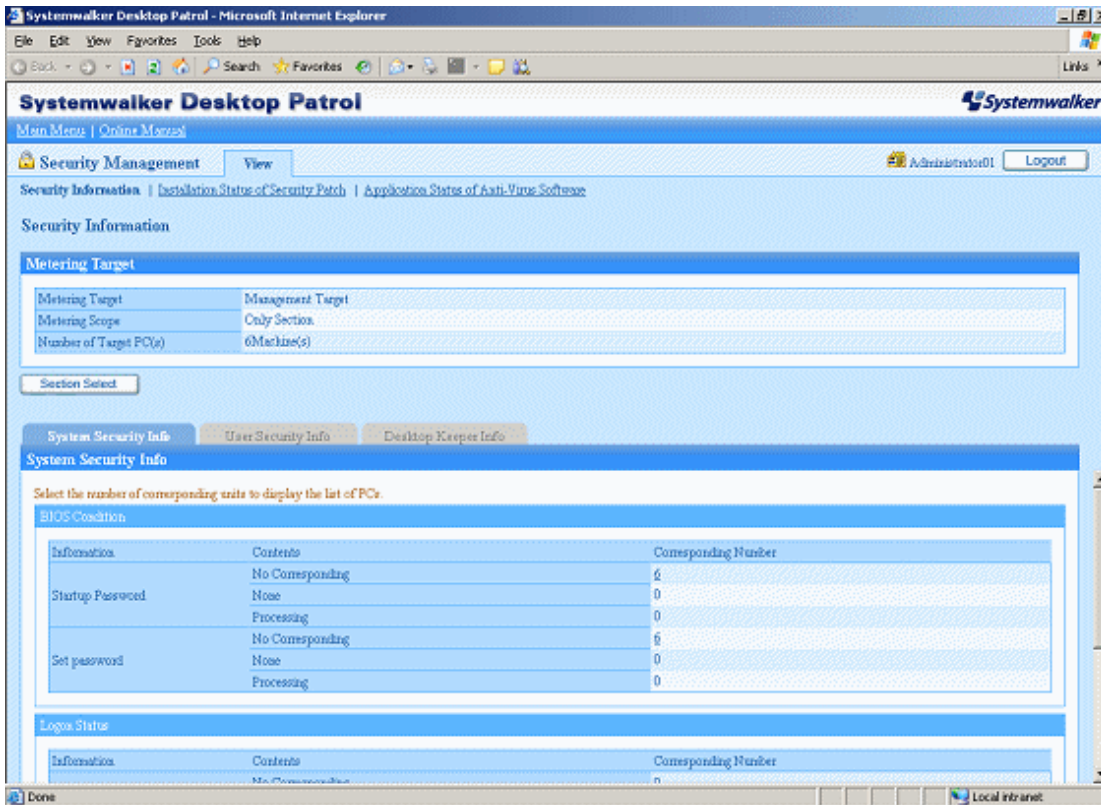 Systemwalker Desktop Patrol - Microsoft Internet Explorer
File Edit View Favorites Tools Help
Back Search Favorites Links
Systemwalker Desktop Patrol Systemwalker
Main Menu | Online Manual
Security Management View Administrator01 Logout
Security Information | Installation Status of Security Patch | Application Status of Anti-Virus Software
Security Information
Metering Target
Metering Target Management Target
Metering Scope Only Section
Number of Target PC(s) 6Machine(s)
Section Select
System Security Info User Security Info Desktop Keeper Info
System Security Info
Select the number of corresponding units to display the list of PCs.
BIOS Condition
Information Contents Corresponding Number
No Corresponding 6
Startup Password None 0
Processing 0
No Corresponding 6
Set password None 0
Processing 0
Logon Status
Information Contents Corresponding Number
No Corresponding 0
Done Local intranet